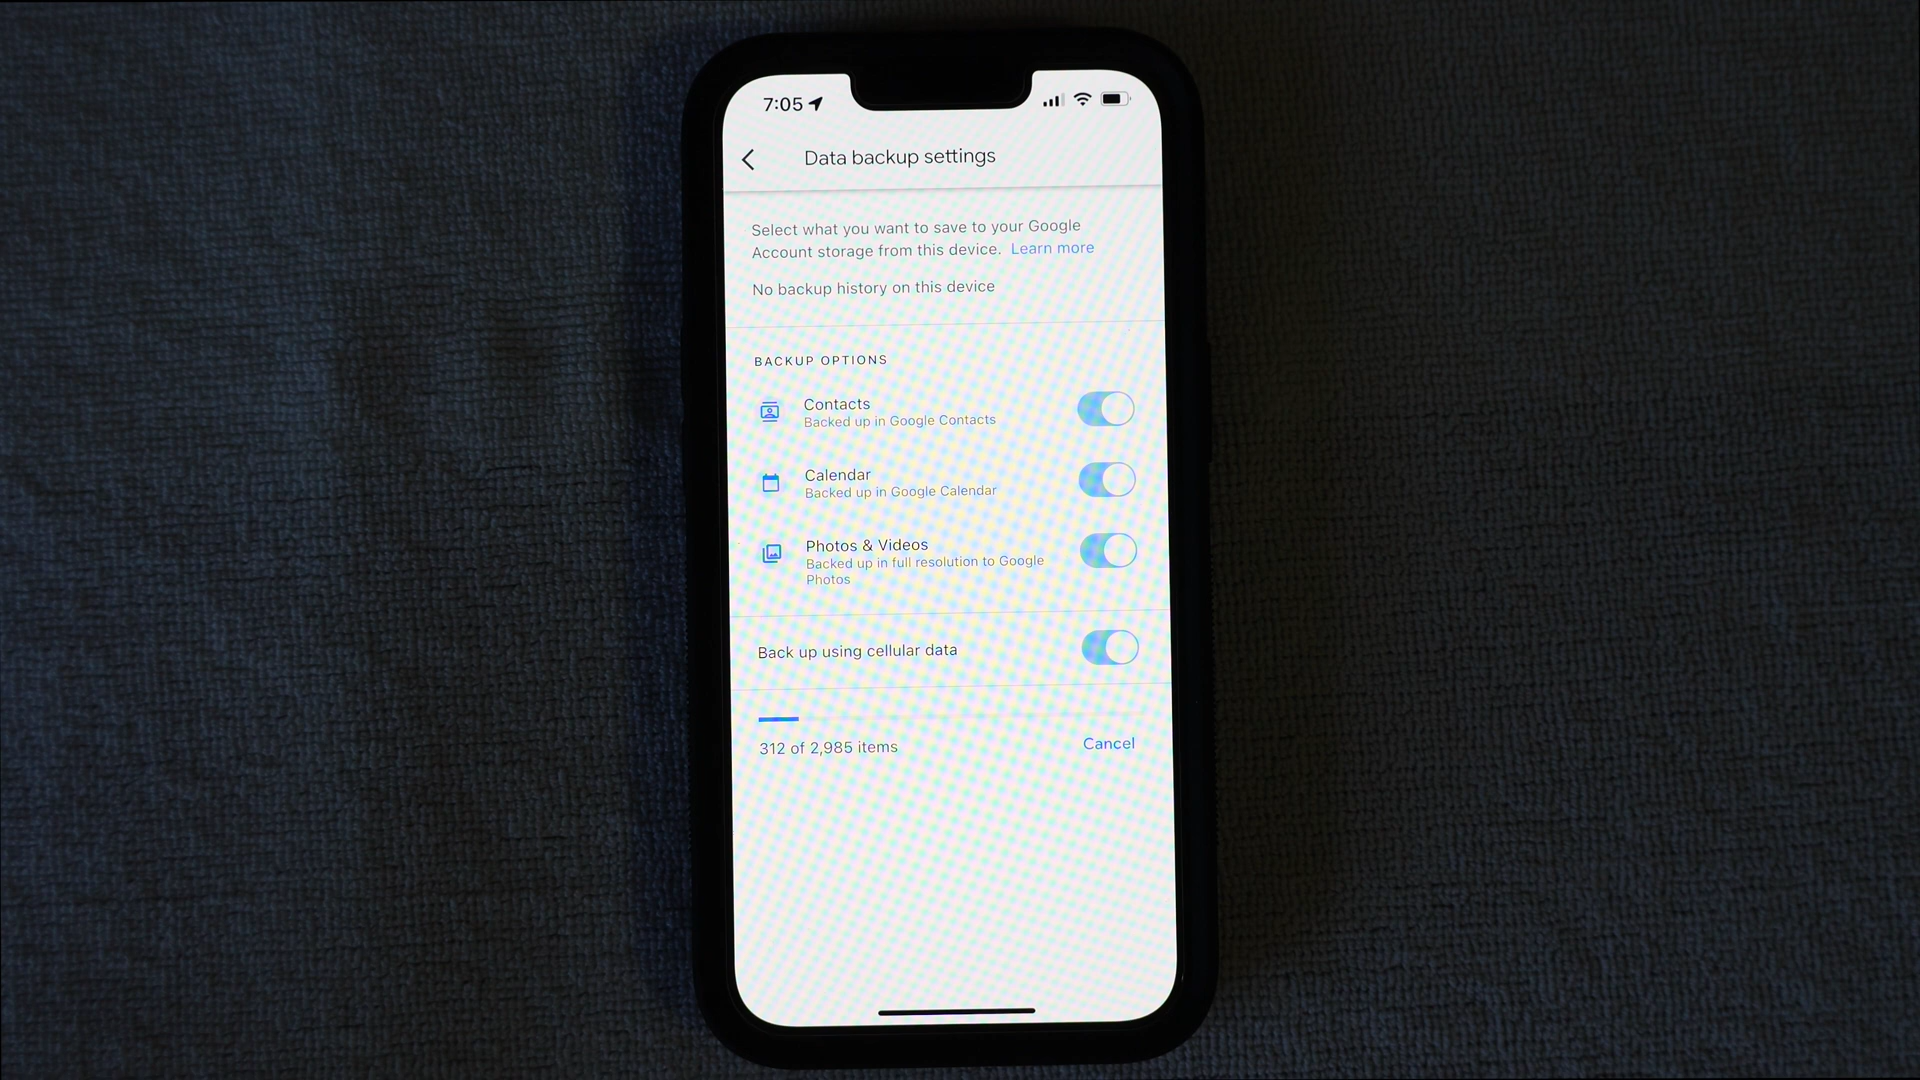 7:05
Data backup settings
Select what you want to save to your Google
Account storage from this device. Learn more
No backup history on this device
BACKUP OPTIONS
Contacts
Backed up in Google Contacts
Calendar
Backed up in Google Calendar
Photos & Videos
Backed up in full resolution to Google
Photos
Back up using cellular data
312 of 2,985 items Cancel